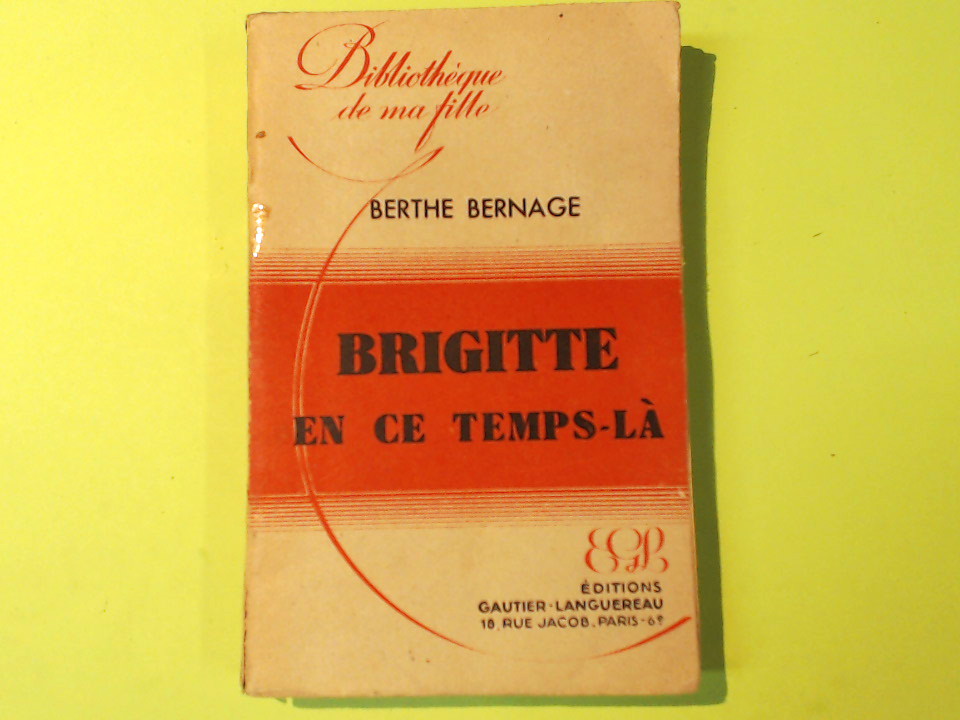 Bibliothèque
de ma fille
BERTHE BERNAGE
BRIGITTE
EN CE TEMPS-LÀ
EGL
ÉDITIONS
GAUTIER-LANGUEREAU
18, RUE JACOB. PARIS-6e